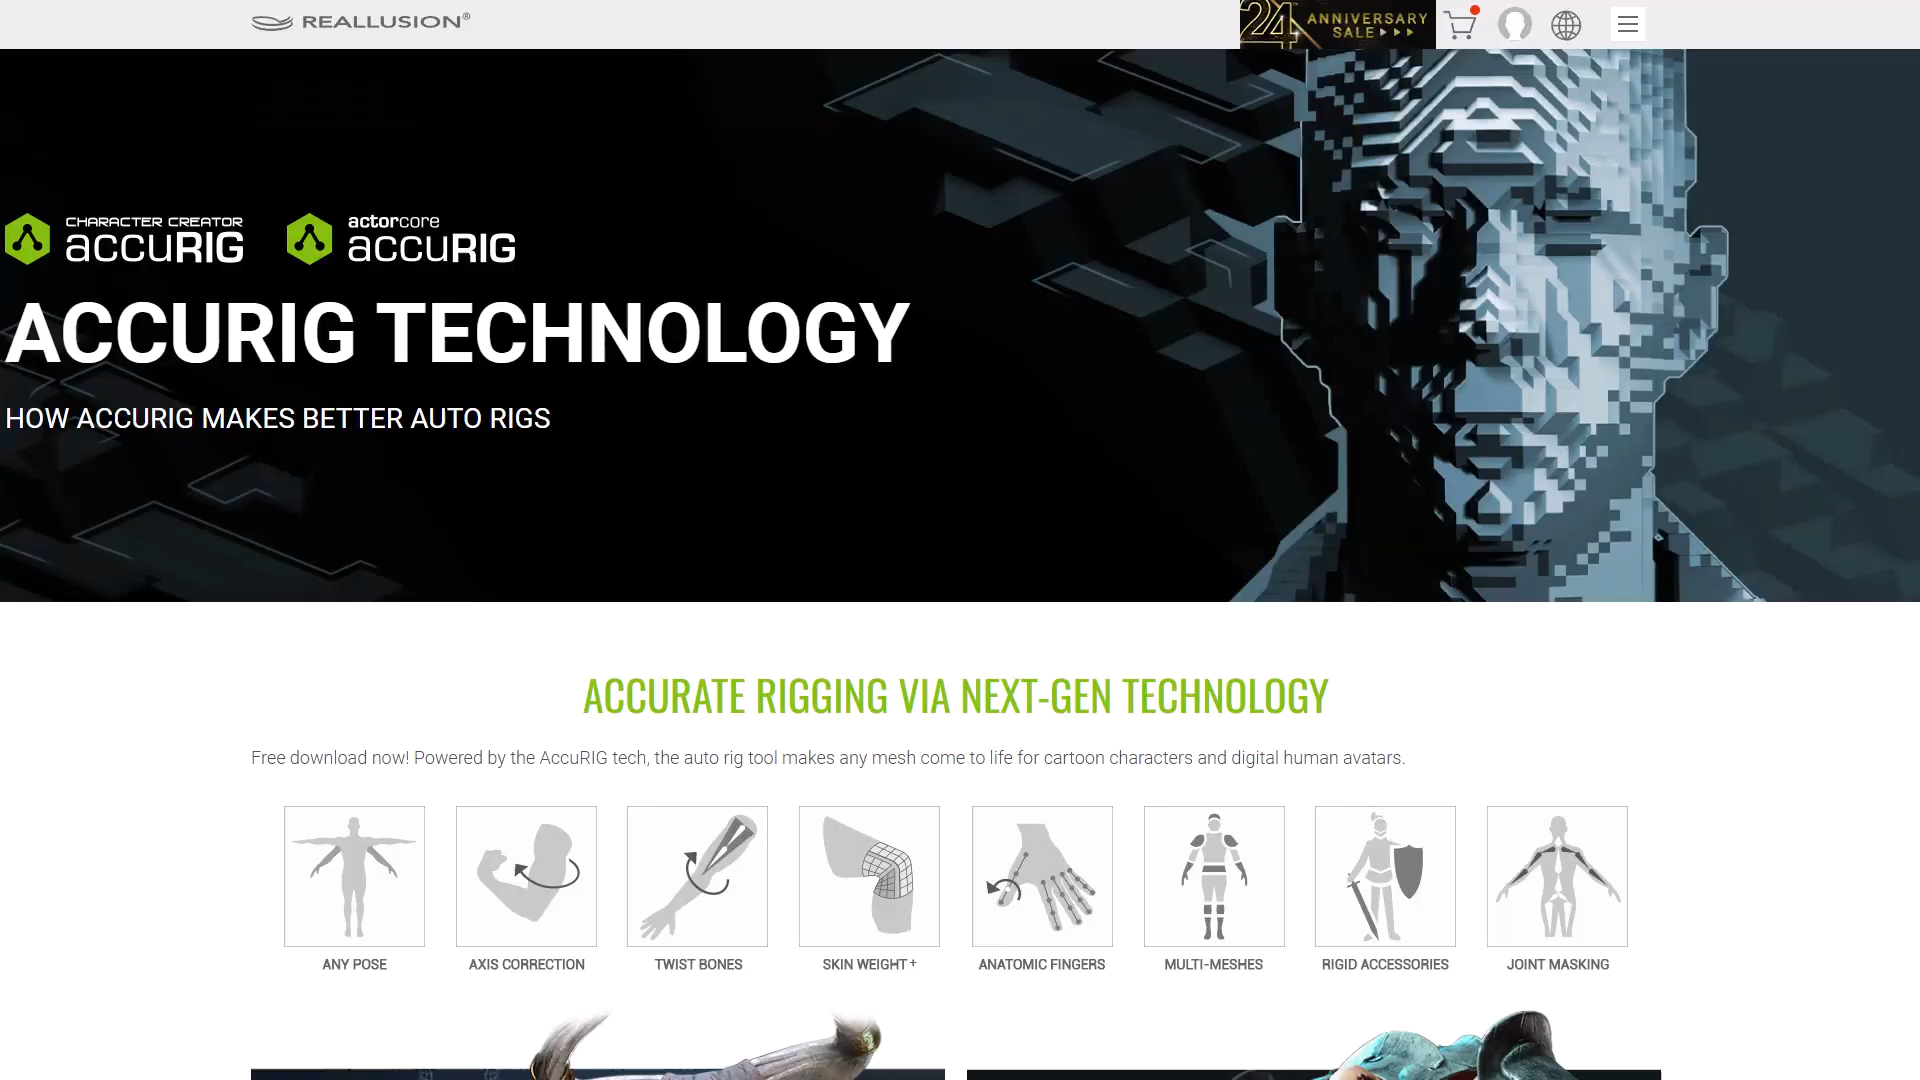 REALLUSION®
24 ANNIVERSARY
SALE
CHARACTER CREATOR
accuRIG
actorcore
accuRIG
ACCURIG TECHNOLOGY
HOW ACCURIG MAKES BETTER AUTO RIGS
ACCURATE RIGGING VIA NEXT-GEN TECHNOLOGY
Free download now! Powered by the AccuRIG tech, the auto rig tool makes any mesh come to life for cartoon characters and digital human avatars.
ANY POSE
AXIS CORRECTION
TWIST BONES
SKIN WEIGHT +
ANATOMIC FINGERS
MULTI-MESHES
RIGID ACCESSORIES
JOINT MASKING